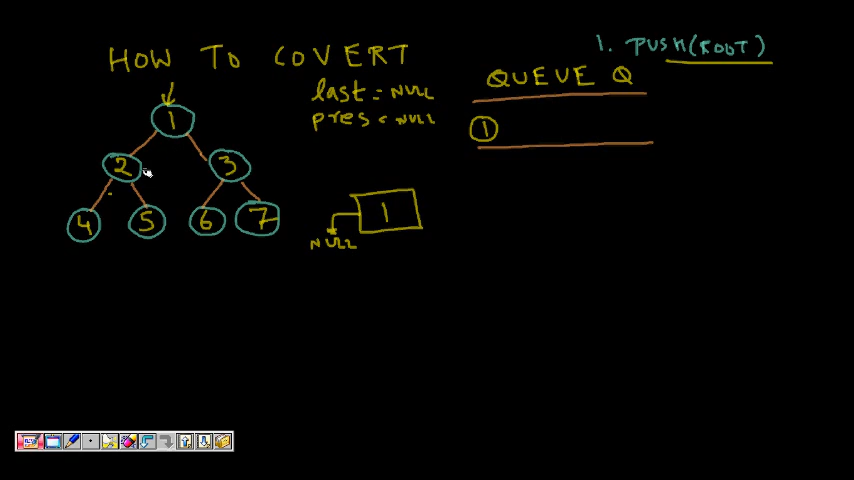 1. PUSH(ROOT)
HOW TO COVERT
QUEUE Q
last = NULL
pres = NULL
1
1
2
3
4
5
6
7
1
NULL